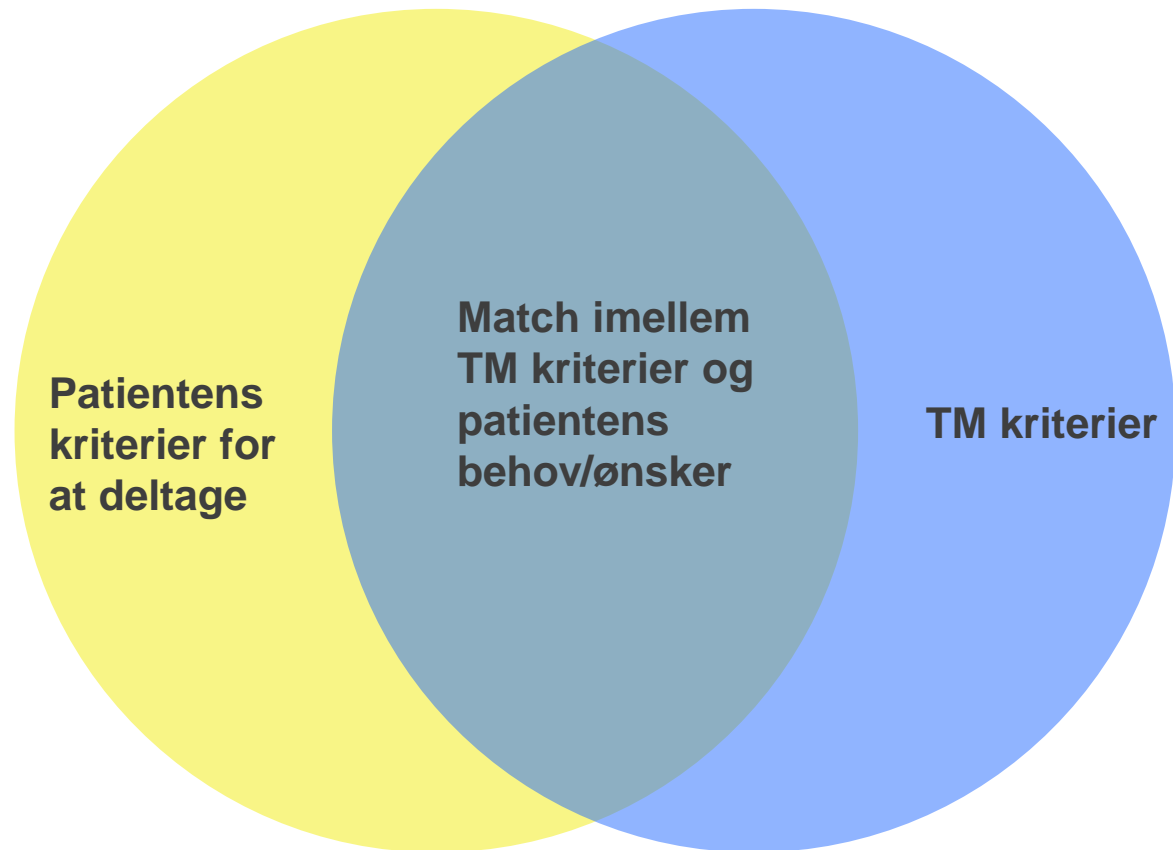 Patientens
kriterier for
at deltage
Match imellem
TM kriterier og
patientens
behov/ønsker
TM kriterier